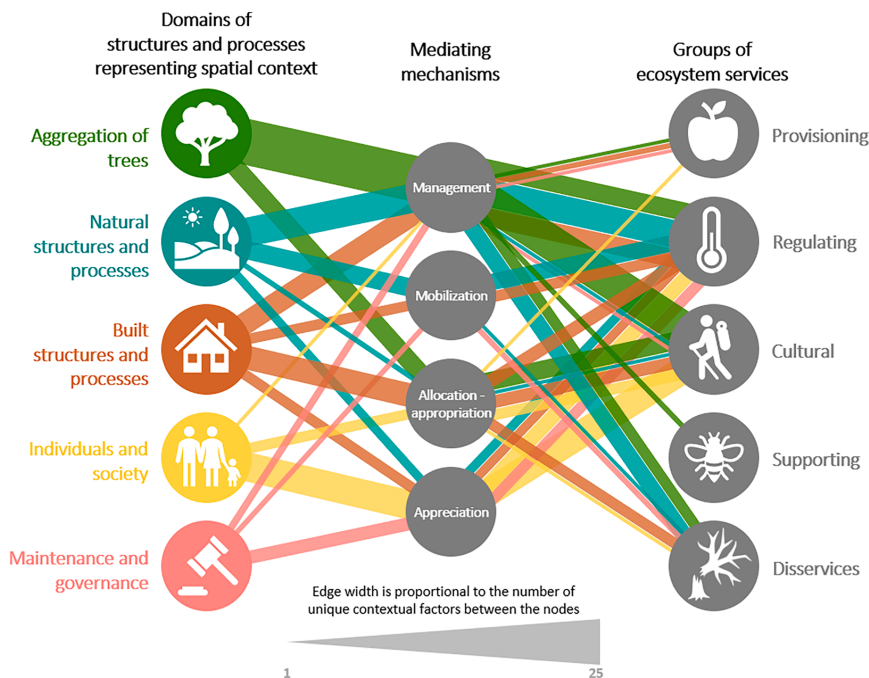 Domains of
structures and processes
representing spatial context
Mediating
mechanisms
Groups of
ecosystem services
Aggregation of
trees
Natural
structures and
processes
Built
structures and
processes
Individuals and
society
Maintenance and
governance
Management
Mobilization
Allocation -
appropriation
Appreciation
Provisioning
Regulating
Cultural
Supporting
Disservices
Edge width is proportional to the number of
unique contextual factors between the nodes
1
25